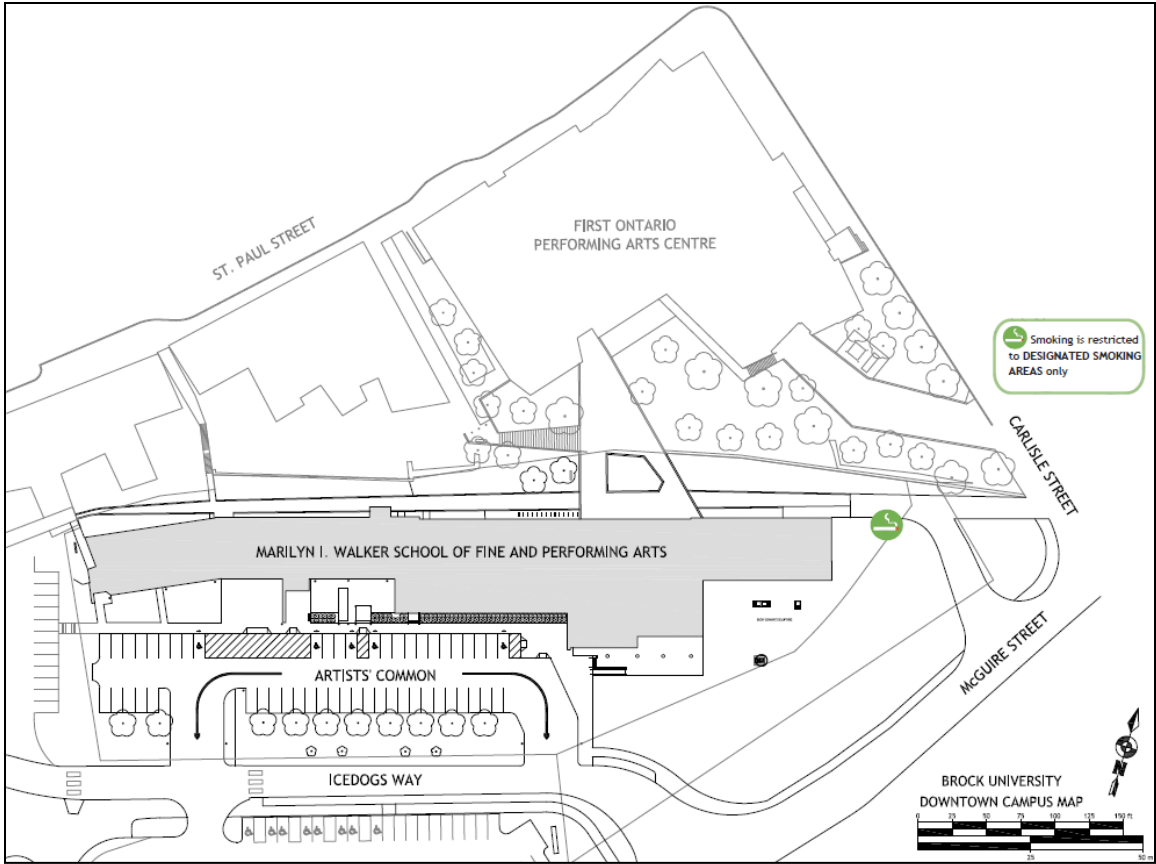 ST. PAUL STREET
FIRST ONTARIO
PERFORMING ARTS CENTRE
Smoking is restricted
to DESIGNATED SMOKING
AREAS only
CARLISLE STREET
MARILYN I. WALKER SCHOOL OF FINE AND PERFORMING ARTS
McGUIRE STREET
ARTISTS' COMMON
ICEDOGS WAY
N
BROCK UNIVERSITY
DOWNTOWN CAMPUS MAP
0 25 50 75 100 125 150 ft
25 50 m